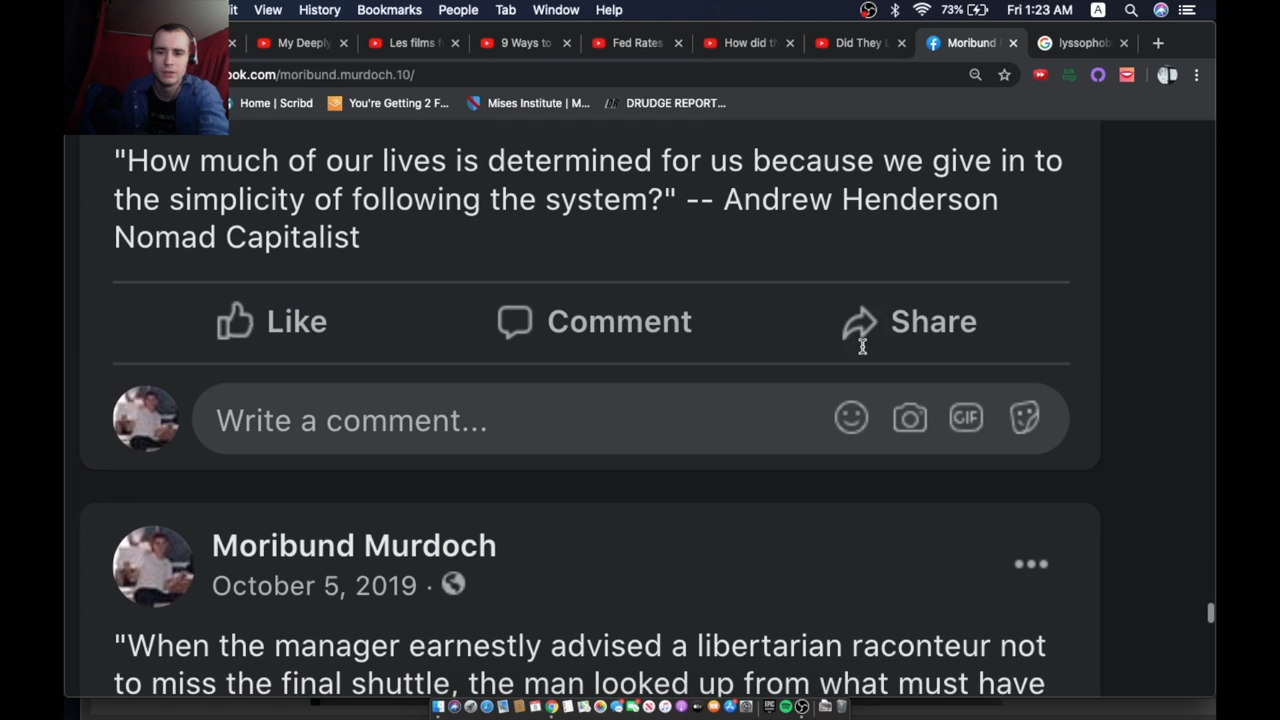 it View History Bookmarks People Tab Window Help 73% Fri 1:23 AM A
My Deeply Les films f 9 Ways to Fed Rates How did th Did They Moribund lyssophob
ok.com/moribund.murdoch.10/
Home | Scribd You're Getting 2 F... Mises Institute | M... DRUDGE REPORT...
"How much of our lives is determined for us because we give in to
the simplicity of following the system?" -- Andrew Henderson
Nomad Capitalist
Like Comment Share
Write a comment... GIF
Moribund Murdoch
October 5, 2019 ·
"When the manager earnestly advised a libertarian raconteur not
to miss the final shuttle, the man looked up from what must have